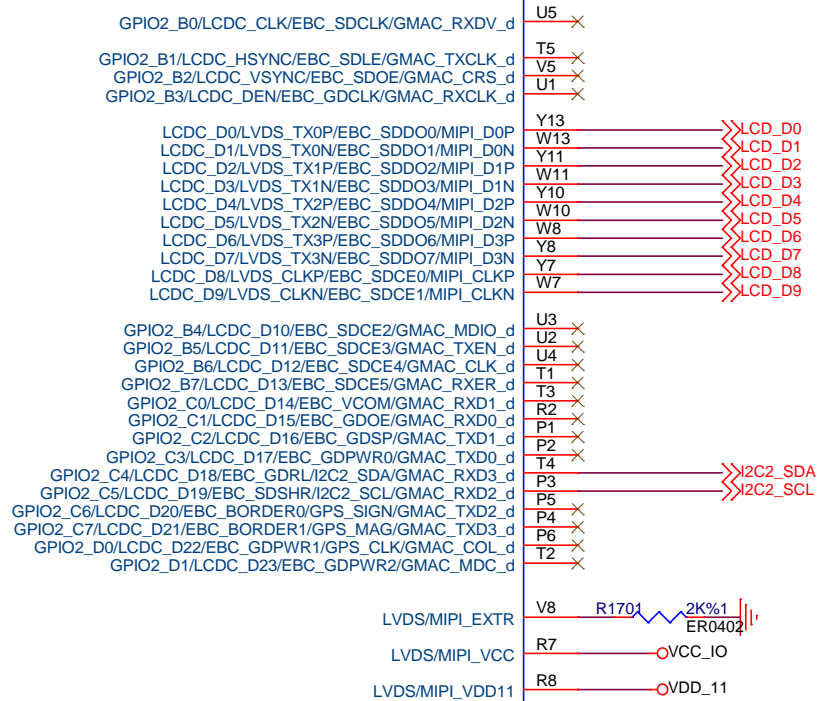 GPIO2_B0/LCDC_CLK/EBC_SDCLK/GMAC_RXDV_d U5
GPIO2_B1/LCDC_HSYNC/EBC_SDLE/GMAC_TXCLK_d T5
GPIO2_B2/LCDC_VSYNC/EBC_SDOE/GMAC_CRS_d V5
GPIO2_B3/LCDC_DEN/EBC_GDCLK/GMAC_RXCLK_d U1
LCDC_D0/LVDS_TX0P/EBC_SDDO0/MIPI_D0P Y13 LCD_D0
LCDC_D1/LVDS_TX0N/EBC_SDDO1/MIPI_D0N W13 LCD_D1
LCDC_D2/LVDS_TX1P/EBC_SDDO2/MIPI_D1P Y11 LCD_D2
LCDC_D3/LVDS_TX1N/EBC_SDDO3/MIPI_D1N W11 LCD_D3
LCDC_D4/LVDS_TX2P/EBC_SDDO4/MIPI_D2P Y10 LCD_D4
LCDC_D5/LVDS_TX2N/EBC_SDDO5/MIPI_D2N W10 LCD_D5
LCDC_D6/LVDS_TX3P/EBC_SDDO6/MIPI_D3P W8 LCD_D6
LCDC_D7/LVDS_TX3N/EBC_SDDO7/MIPI_D3N Y8 LCD_D7
LCDC_D8/LVDS_CLKP/EBC_SDCE0/MIPI_CLKP Y7 LCD_D8
LCDC_D9/LVDS_CLKN/EBC_SDCE1/MIPI_CLKN W7 LCD_D9
GPIO2_B4/LCDC_D10/EBC_SDCE2/GMAC_MDIO_d U3
GPIO2_B5/LCDC_D11/EBC_SDCE3/GMAC_TXEN_d U2
GPIO2_B6/LCDC_D12/EBC_SDCE4/GMAC_CLK_d U4
GPIO2_B7/LCDC_D13/EBC_SDCE5/GMAC_RXER_d T1
GPIO2_C0/LCDC_D14/EBC_VCOM/GMAC_RXD1_d T3
GPIO2_C1/LCDC_D15/EBC_GDOE/GMAC_RXD0_d R2
GPIO2_C2/LCDC_D16/EBC_GDSP/GMAC_TXD1_d P1
GPIO2_C3/LCDC_D17/EBC_GDPWR0/GMAC_TXD0_d P2
GPIO2_C4/LCDC_D18/EBC_GDRL/I2C2_SDA/GMAC_RXD3_d T4 I2C2_SDA
GPIO2_C5/LCDC_D19/EBC_SDSHR/I2C2_SCL/GMAC_RXD2_d P3 I2C2_SCL
GPIO2_C6/LCDC_D20/EBC_BORDER0/GPS_SIGN/GMAC_TXD2_d P5
GPIO2_C7/LCDC_D21/EBC_BORDER1/GPS_MAG/GMAC_TXD3_d P4
GPIO2_D0/LCDC_D22/EBC_GDPWR1/GPS_CLK/GMAC_COL_d P6
GPIO2_D1/LCDC_D23/EBC_GDPWR2/GMAC_MDC_d T2
LVDS/MIPI_EXTR V8 R1701 2K%1
ER0402
LVDS/MIPI_VCC R7 VCC_IO
LVDS/MIPI_VDD11 R8 VDD_11